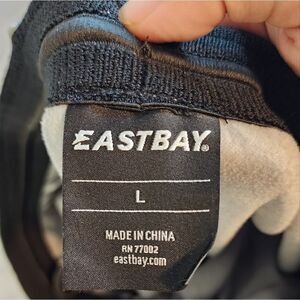 EASTBAY®
L
MADE IN CHINA
RN 77002
eastbay.com